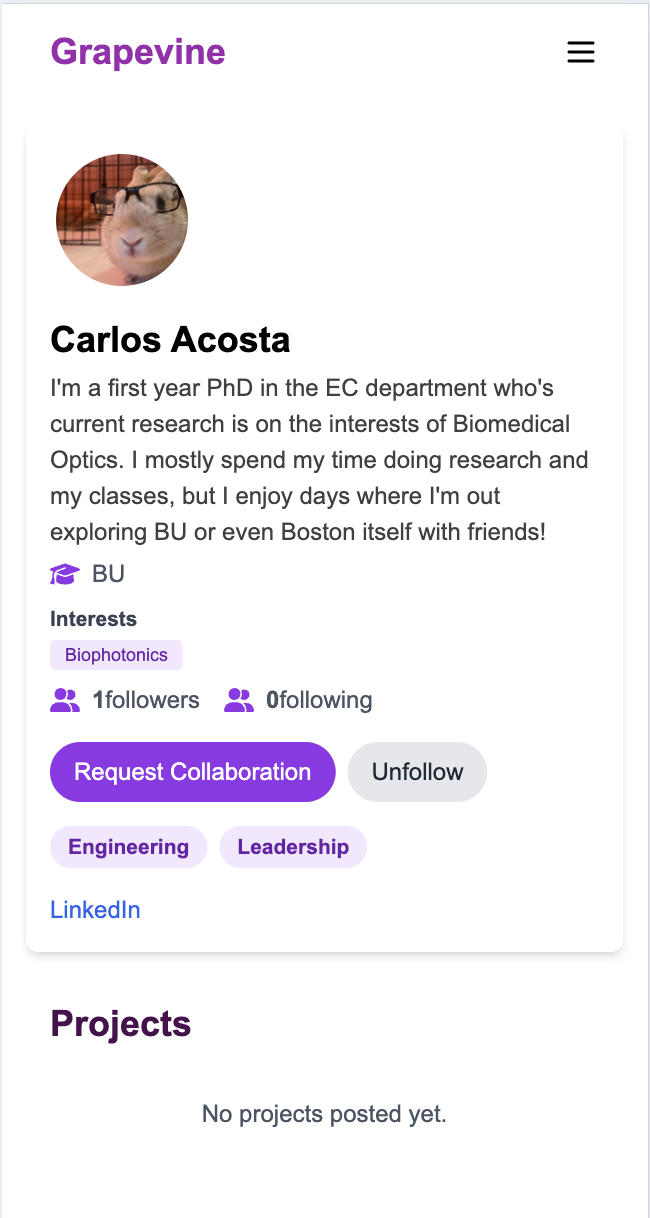 Grapevine
Carlos Acosta
I'm a first year PhD in the EC department who's
current research is on the interests of Biomedical
Optics. I mostly spend my time doing research and
my classes, but I enjoy days where I'm out
exploring BU or even Boston itself with friends!
BU
Interests
Biophotonics
1followers 0following
Request Collaboration Unfollow
Engineering Leadership
LinkedIn
Projects
No projects posted yet.